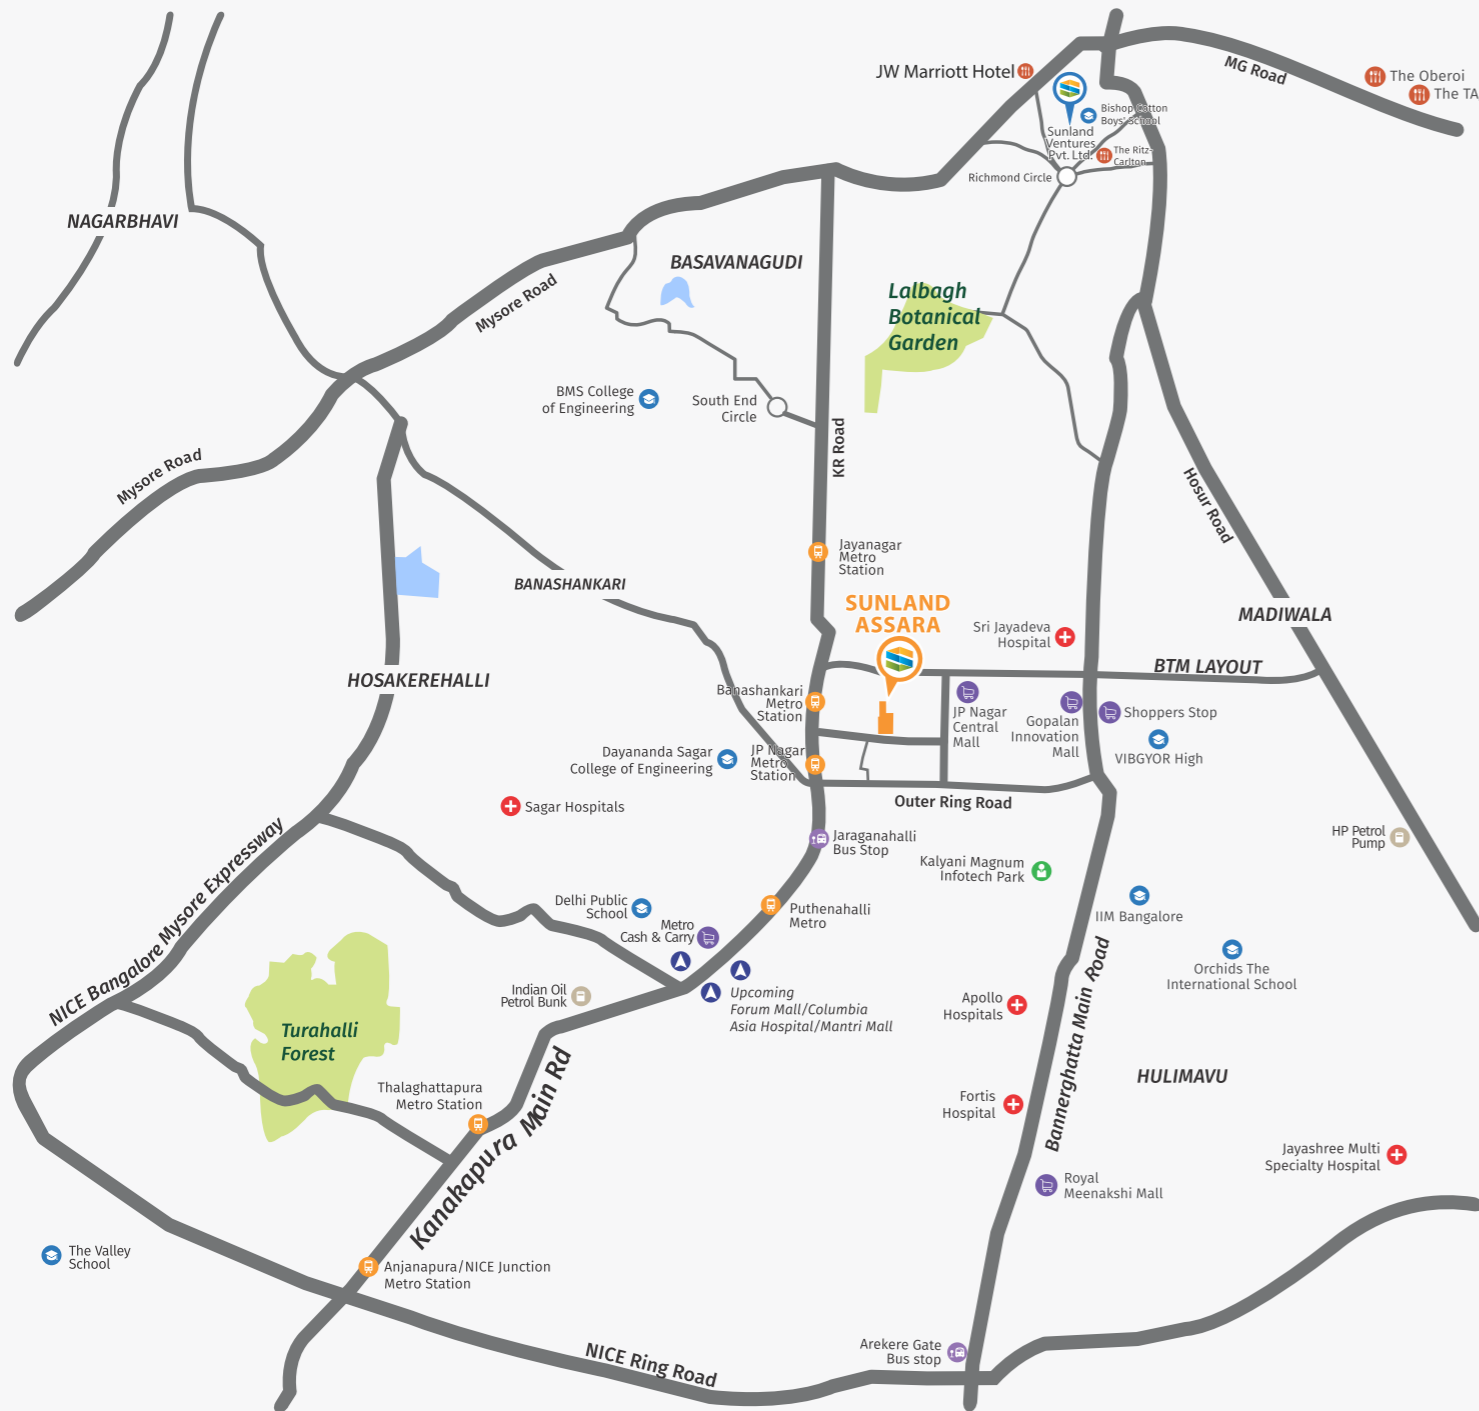 JW Marriott Hotel
MG Road
The Oberoi
The TA
Bishop Cotton
Boys' School
Sunland
Ventures
Pvt. Ltd.
The Ritz-
Carlton
Richmond Circle
NAGARBHAVI
BASAVANAGUDI
Mysore Road
Lalbagh
Botanical
Garden
BMS College
of Engineering
South End
Circle
KR Road
Mysore Road
Hosur Road
Jayanagar
Metro
Station
BANASHANKARI
SUNLAND
ASSARA
Sri Jayadeva
Hospital
MADIWALA
HOSAKEREHALLI
BTM LAYOUT
Banashankari
Metro
Station
JP Nagar
Central
Mall
Gopalan
Innovation
Mall
Shoppers Stop
VIBGYOR High
Dayananda Sagar
College of Engineering
JP Nagar
Metro
Station
Sagar Hospitals
Outer Ring Road
Jaraganahalli
Bus Stop
HP Petrol
Pump
Kalyani Magnum
Infotech Park
NICE Bangalore Mysore Expressway
Delhi Public
School
Metro
Cash & Carry
Puthenahalli
Metro
IIM Bangalore
Orchids The
International School
Indian Oil
Petrol Bunk
Upcoming
Forum Mall/Columbia
Asia Hospital/Mantri Mall
Apollo
Hospitals
Bannerghatta Main Road
Turahalli
Forest
Thalaghattapura
Metro Station
Kanakapura Main Rd
Fortis
Hospital
HULIMAVU
Jayashree Multi
Specialty Hospital
Royal
Meenakshi Mall
The Valley
School
Anjanapura/NICE Junction
Metro Station
NICE Ring Road
Arekere Gate
Bus stop